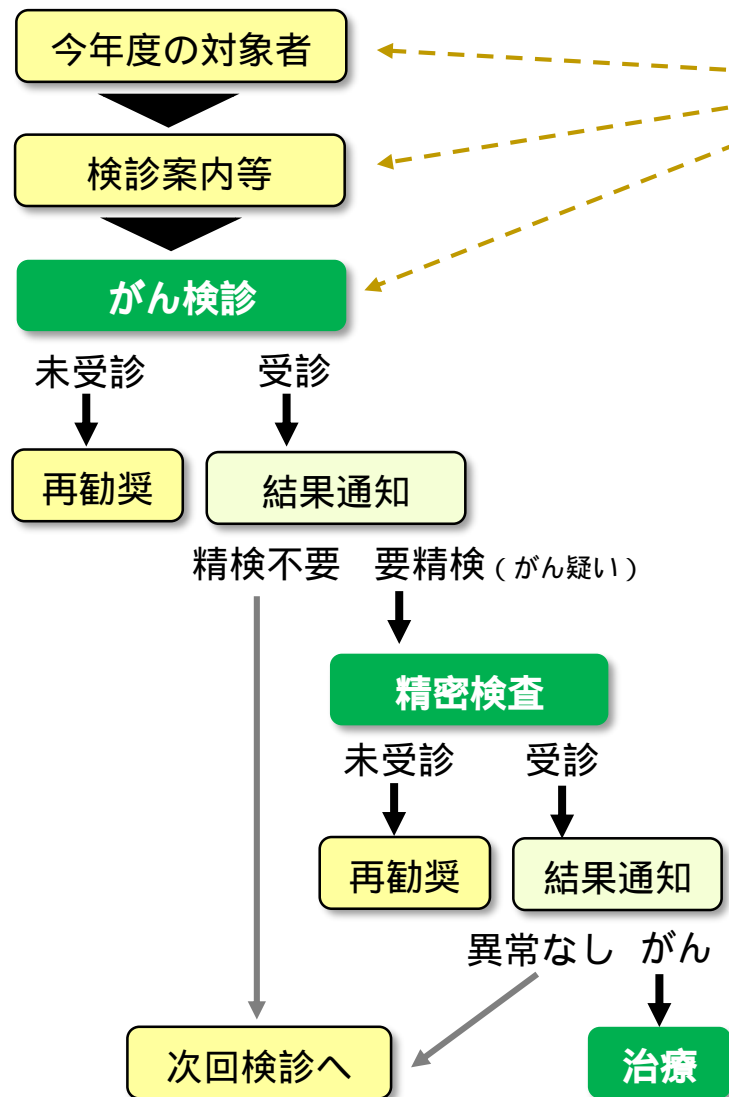 今年度の対象者
検診案内等
がん検診
未受診 受診
再勧奨 結果通知
精検不要 要精検(がん疑い)
精密検査
未受診 受診
再勧奨 結果通知
異常なし がん
次回検診へ 治療